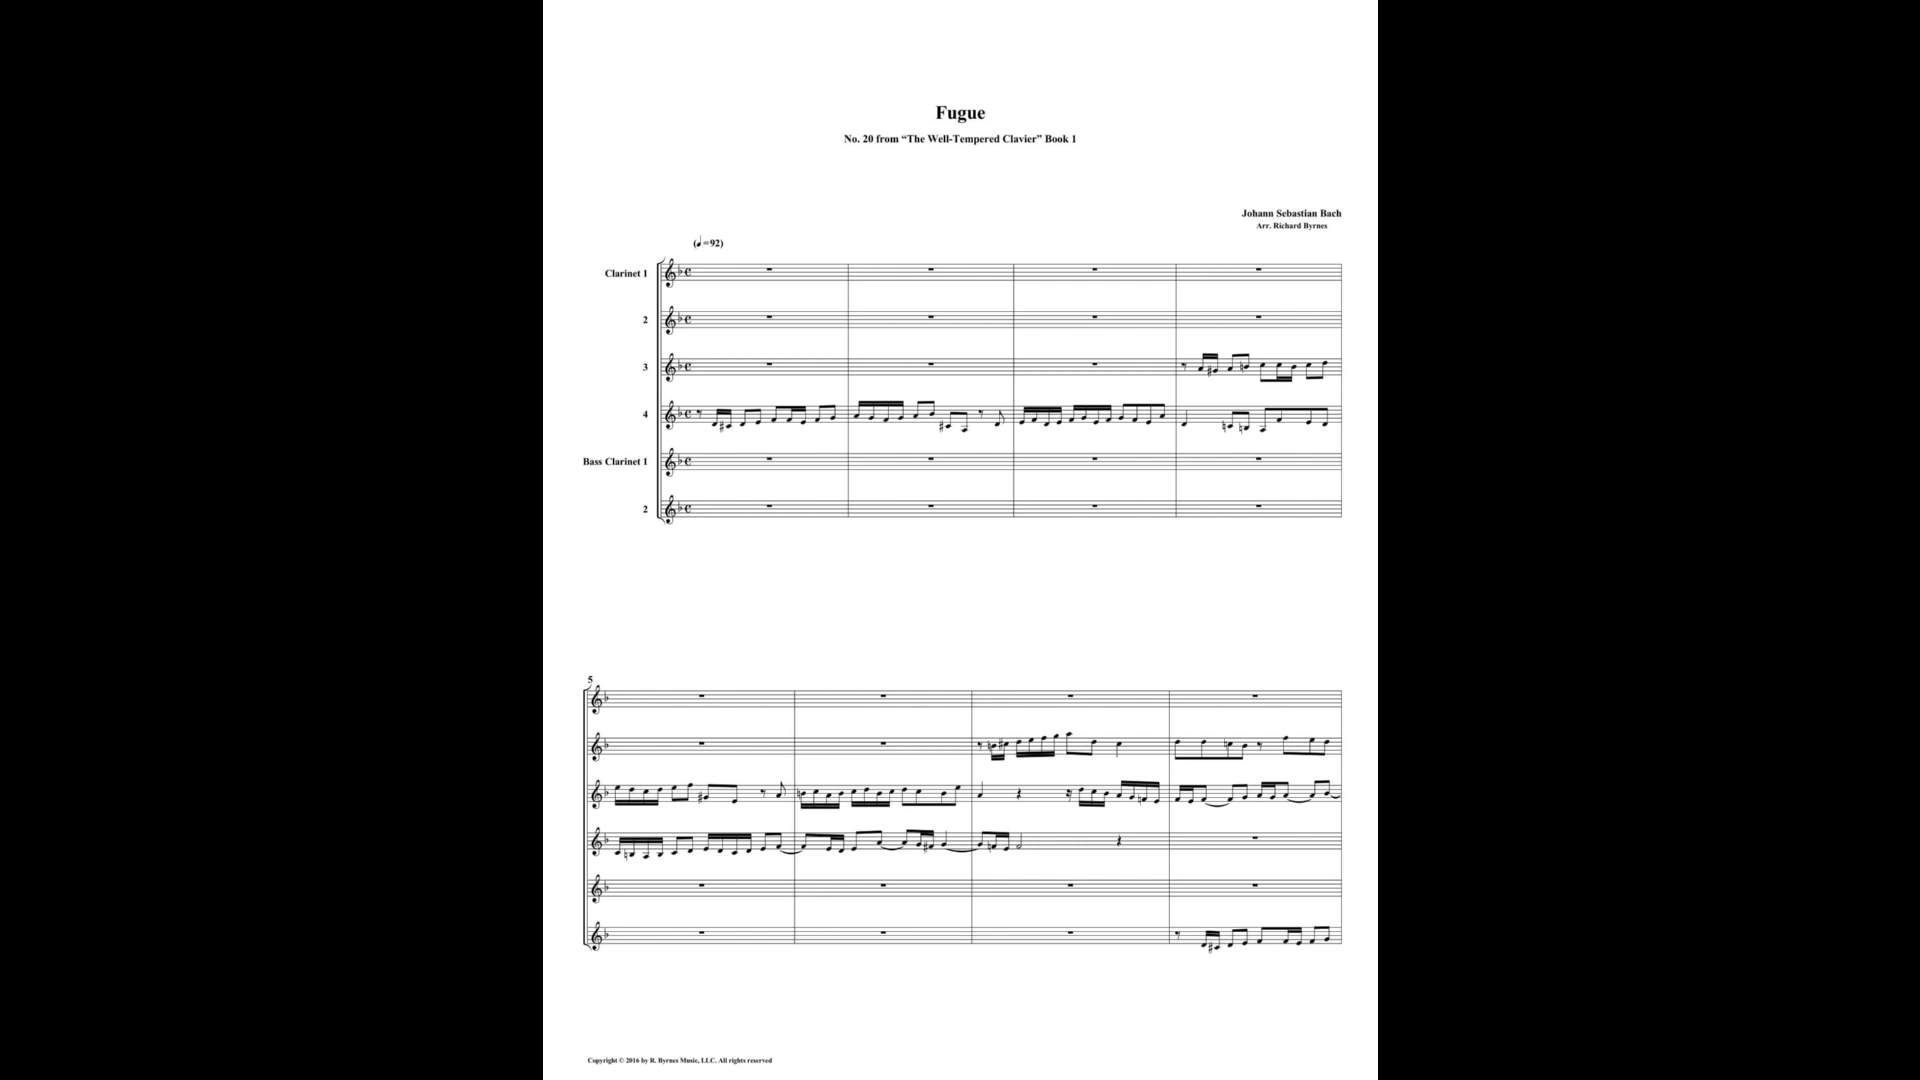 Fugue
No. 20 from “The Well-Tempered Clavier” Book 1
Johann Sebastian Bach
Arr. Richard Byrnes
(♩=92)
Clarinet 1
2
3
4
Bass Clarinet 1
2
5
Copyright © 2016 by R. Byrnes Music, LLC. All rights reserved